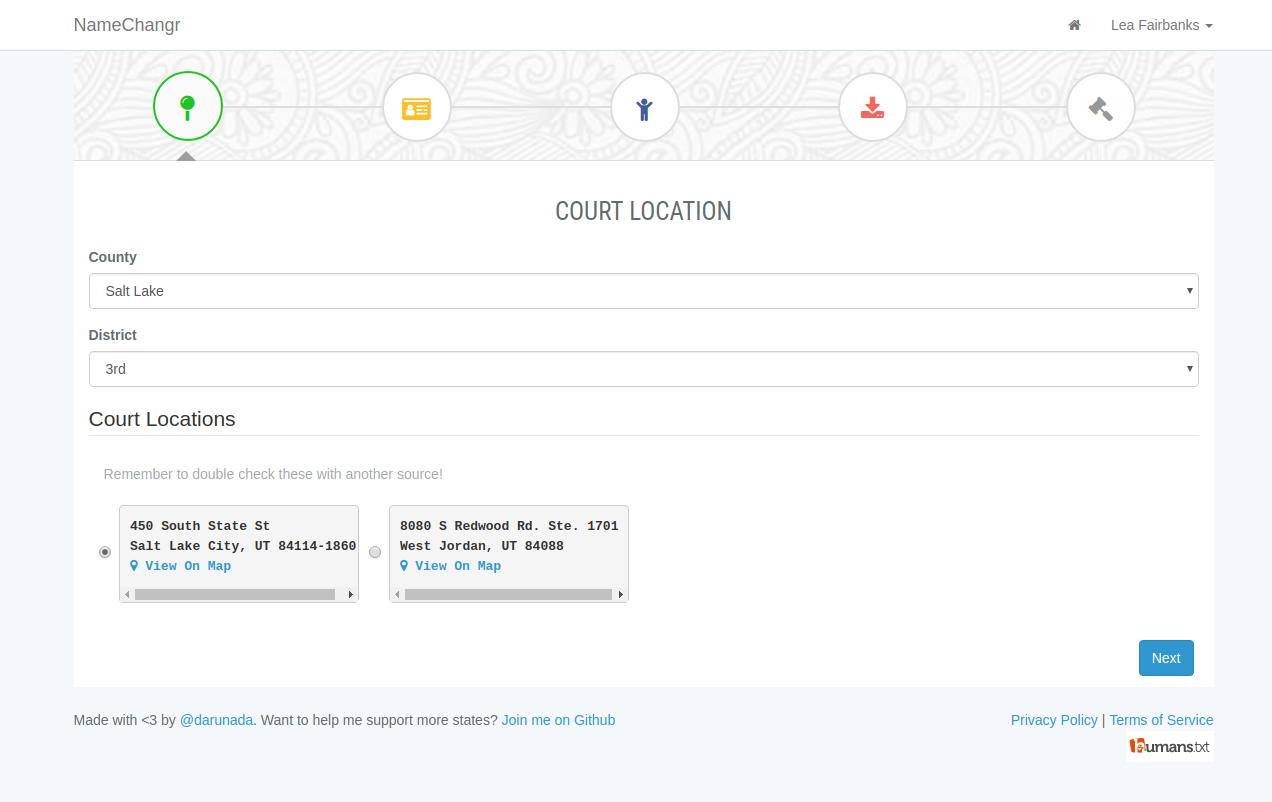 NameChangr
Lea Fairbanks
COURT LOCATION
County
Salt Lake
District
3rd
Court Locations
Remember to double check these with another source!
450 South State St
Salt Lake City, UT 84114-1860
View On Map
8080 S Redwood Rd. Ste. 1701
West Jordan, UT 84088
View On Map
Next
Made with <3 by @darunada. Want to help me support more states? Join me on Github
Privacy Policy | Terms of Service
humans.txt